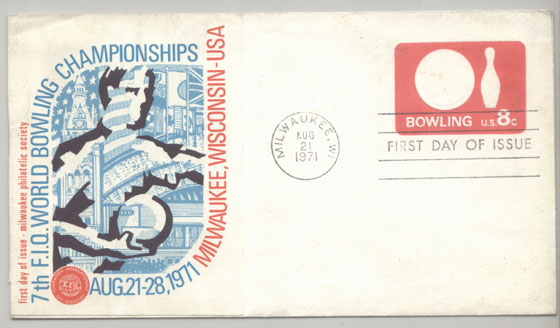 first day of issue · milwaukee philatelic society
7th F.I.Q. WORLD BOWLING CHAMPIONSHIPS
MILWAUKEE, WISCONSIN-USA
AUG. 21-28, 1971
MILWAUKEE, WI
AUG
21
1971
BOWLING U.S. 8c
FIRST DAY OF ISSUE